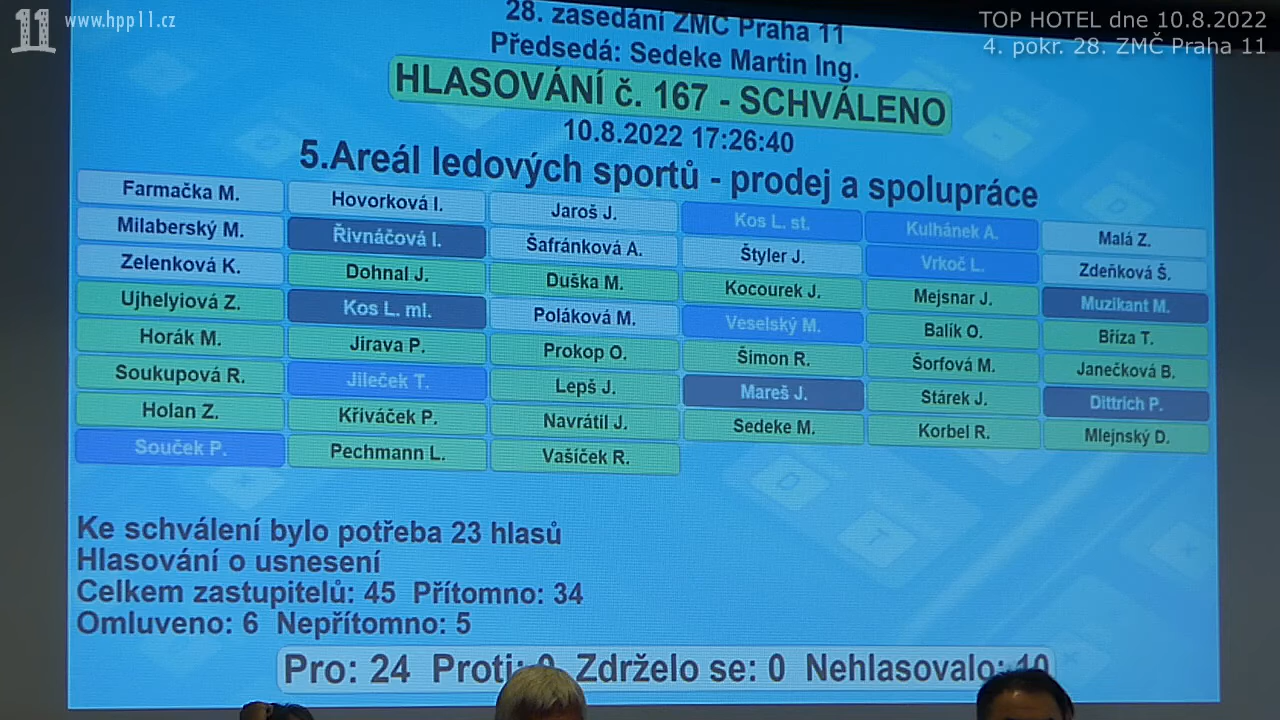 11 www.hpp11.cz
TOP HOTEL dne 10.8.2022
4. pokr. 28. ZMČ Praha 11
28. zasedání ZMČ Praha 11
Předsedá: Sedeke Martin Ing.
HLASOVÁNÍ č. 167 - SCHVÁLENO
10.8.2022 17:26:40
5.Areál ledových sportů - prodej a spolupráce
Farmačka M. Hovorková I. Jaroš J. Kos L. st. Kulhánek A. Malá Z.
Milaberský M. Řivnáčová I. Šafránková A. Štyler J. Vrkoč L. Zdeňková Š.
Zelenková K. Dohnal J. Duška M. Kocourek J. Mejsnar J. Muzikant M.
Ujhelyiová Z. Kos L. ml. Poláková M. Veselský M. Balík O. Bříza T.
Horák M. Jirava P. Prokop O. Šimon R. Šorfová M. Janečková B.
Soukupová R. Jileček T. Lepš J. Mareš J. Stárek J. Dittrich P.
Holan Z. Křiváček P. Navrátil J. Sedeke M. Korbel R. Mlejnský D.
Souček P. Pechmann L. Vašíček R.
Ke schválení bylo potřeba 23 hlasů
Hlasování o usnesení
Celkem zastupitelů: 45 Přítomno: 34
Omluveno: 6 Nepřítomno: 5
Pro: 24 Proti: 0 Zdrželo se: 0 Nehlasovalo: 10